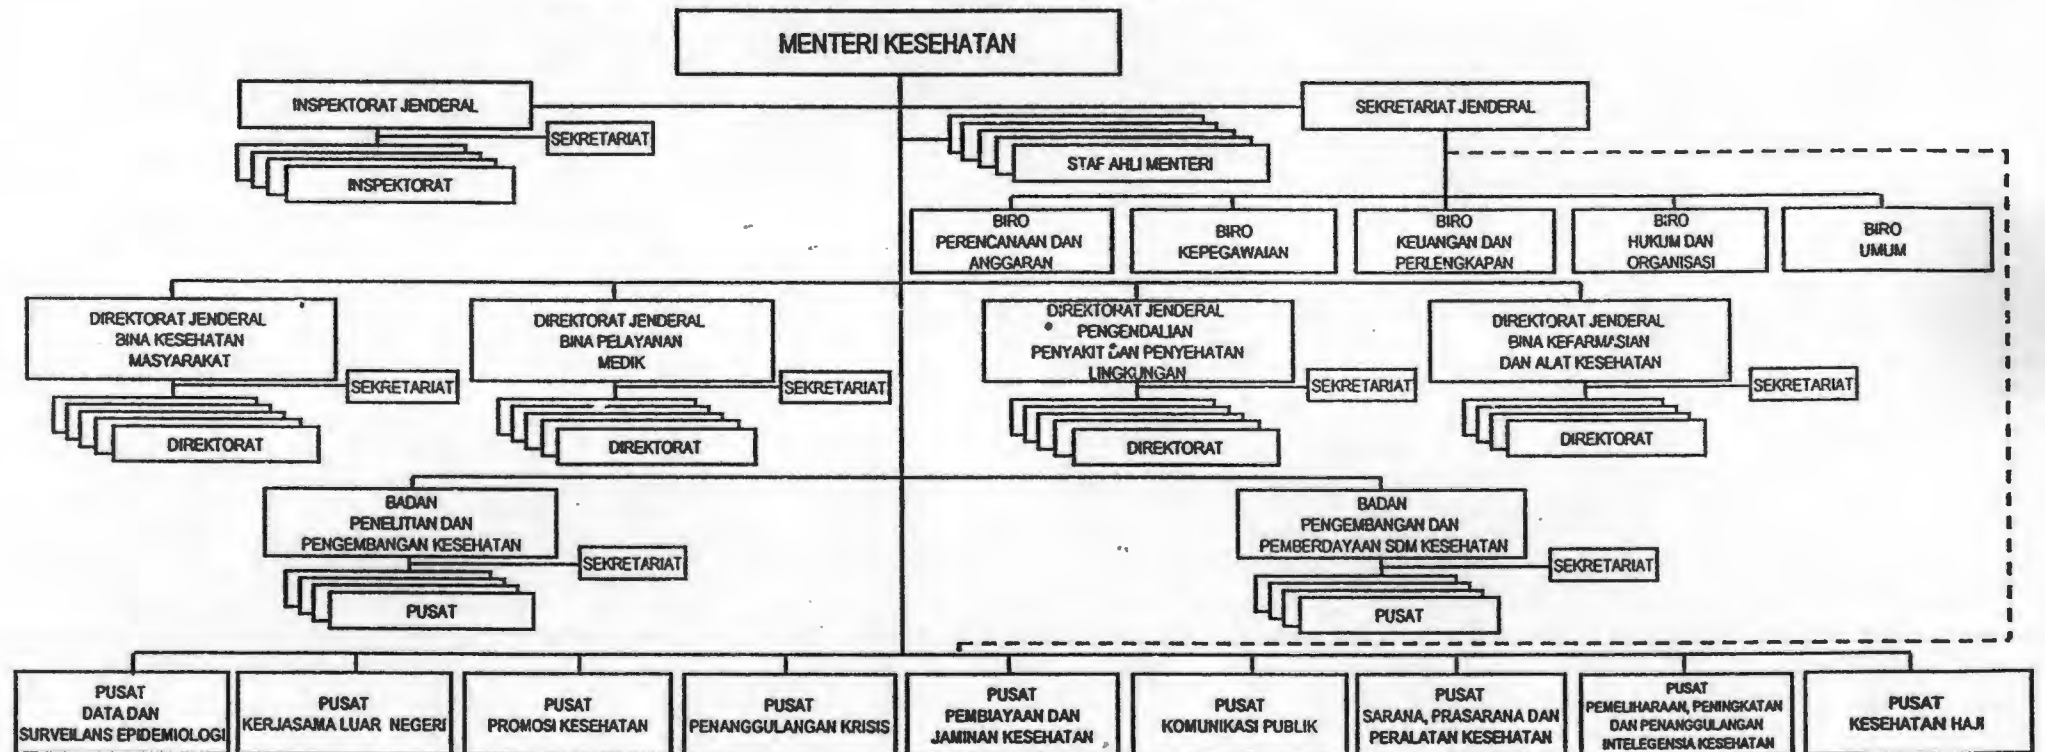 MENTERI KESEHATAN
INSPEKTORAT JENDERAL
SEKRETARIAT JENDERAL
SEKRETARIAT
INSPEKTORAT
STAF AHLI MENTERI
BIRO
PERENCANAAN DAN
ANGGARAN
BIRO
KEPEGAWAIAN
BIRO
KEUANGAN DAN
PERLENGKAPAN
BIRO
HUKUM DAN
ORGANISASI
BIRO
UMUM
DIREKTORAT JENDERAL
BINA KESEHATAN
MASYARAKAT
SEKRETARIAT
DIREKTORAT
DIREKTORAT JENDERAL
BINA PELAYANAN
MEDIK
SEKRETARIAT
DIREKTORAT
DIREKTORAT JENDERAL
PENGENDALIAN
PENYAKIT DAN PENYEHATAN
LINGKUNGAN
SEKRETARIAT
DIREKTORAT
DIREKTORAT JENDERAL
BINA KEFARMASIAN
DAN ALAT KESEHATAN
SEKRETARIAT
DIREKTORAT
BADAN
PENELITIAN DAN
PENGEMBANGAN KESEHATAN
SEKRETARIAT
PUSAT
BADAN
PENGEMBANGAN DAN
PEMBERDAYAAN SDM KESEHATAN
SEKRETARIAT
PUSAT
PUSAT
DATA DAN
SURVEILANS EPIDEMIOLOGI
PUSAT
KERJASAMA LUAR NEGERI
PUSAT
PROMOSI KESEHATAN
PUSAT
PENANGGULANGAN KRISIS
PUSAT
PEMBIAYAAN DAN
JAMINAN KESEHATAN
PUSAT
KOMUNIKASI PUBLIK
PUSAT
SARANA, PRASARANA DAN
PERALATAN KESEHATAN
PUSAT
PEMELIHARAAN, PENINGKATAN
DAN PENANGGULANGAN
INTELEGENSIA KESEHATAN
PUSAT
KESEHATAN HAJI